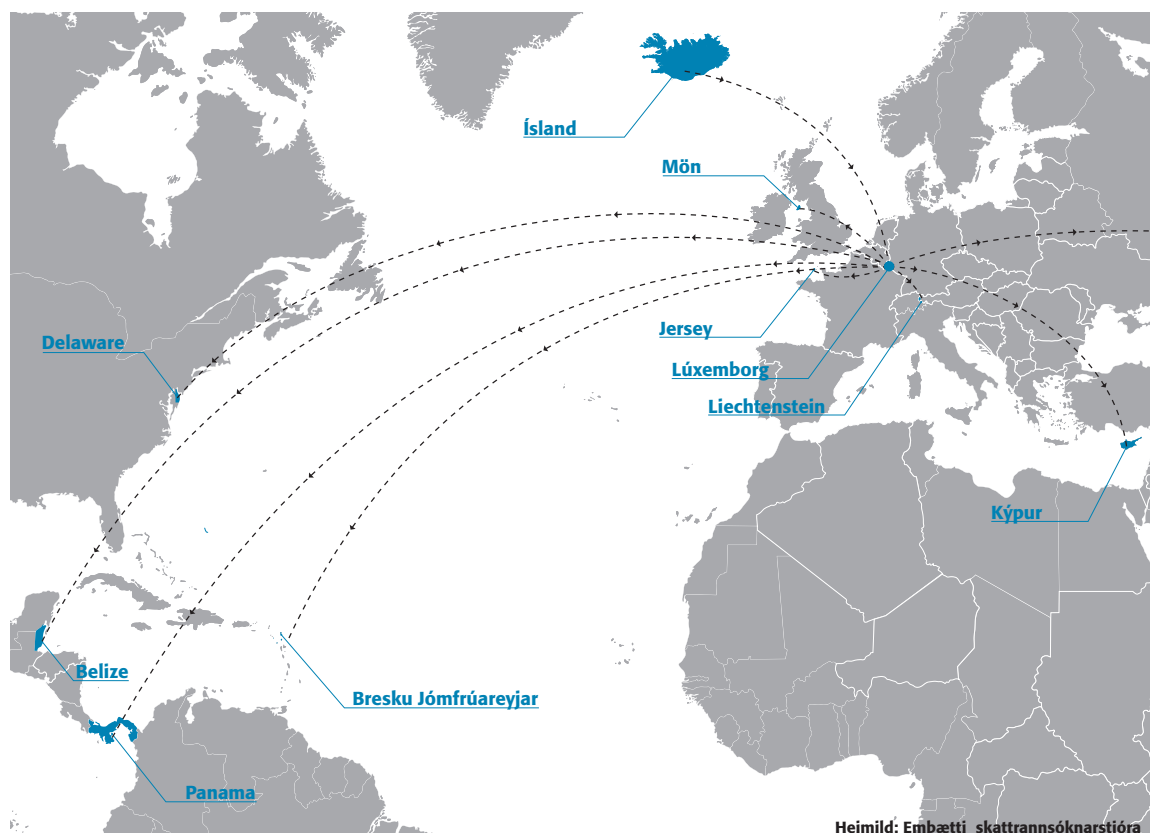 Ísland
Mön
Delaware
Jersey
Lúxemborg
Liechtenstein
Kýpur
Belize
Bresku Jómfrúareyjar
Panama
Heimild: Embætti skattrannsóknarstjóra